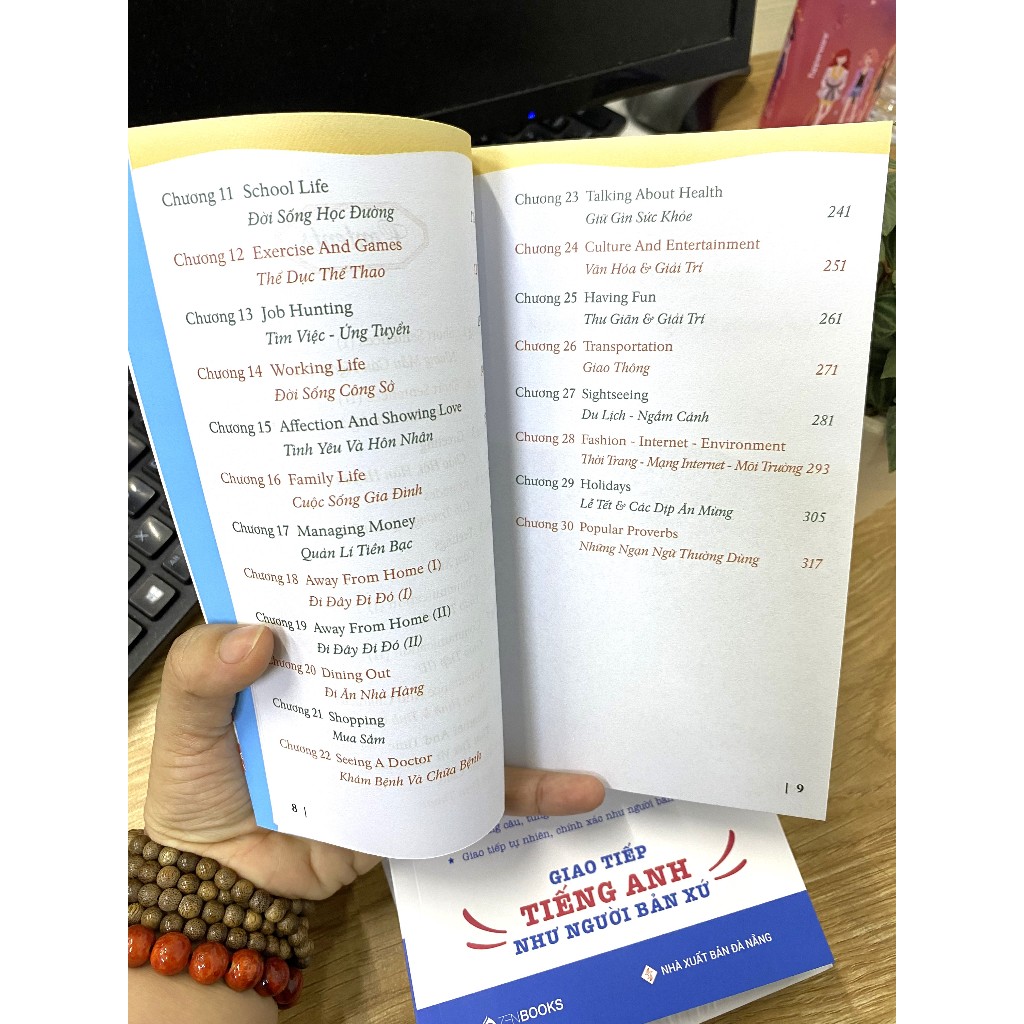 Chương 11 School Life
Đời Sống Học Đường
Chương 12 Exercise And Games
Thể Dục Thể Thao
Chương 13 Job Hunting
Tìm Việc - Ứng Tuyển
Chương 14 Working Life
Đời Sống Công Sở
Chương 15 Affection And Showing Love
Tình Yêu Và Hôn Nhân
Chương 16 Family Life
Cuộc Sống Gia Đình
Chương 17 Managing Money
Quản Lí Tiền Bạc
Chương 18 Away From Home (I)
Đi Đây Đi Đó (I)
Chương 19 Away From Home (II)
Đi Đây Đi Đó (II)
Chương 20 Dining Out
Đi Ăn Nhà Hàng
Chương 21 Shopping
Mua Sắm
Chương 22 Seeing A Doctor
Khám Bệnh Và Chữa Bệnh
8 |
Chương 23 Talking About Health
Giữ Gìn Sức Khỏe 241
Chương 24 Culture And Entertainment
Văn Hóa & Giải Trí 251
Chương 25 Having Fun
Thư Giãn & Giải Trí 261
Chương 26 Transportation
Giao Thông 271
Chương 27 Sightseeing
Du Lịch - Ngắm Cảnh 281
Chương 28 Fashion - Internet - Environment
Thời Trang - Mạng Internet - Môi Trường 293
Chương 29 Holidays
Lễ Tết & Các Dịp Ăn Mừng 305
Chương 30 Popular Proverbs
Những Ngạn Ngữ Thường Dùng 317
| 9
câu, từng
★ Giao tiếp tự nhiên, chính xác như người bản
GIAO TIẾP
TIẾNG ANH
NHƯ NGƯỜI BẢN XỨ
NHÀ XUẤT BẢN ĐÀ NẴNG
ZENBOOKS